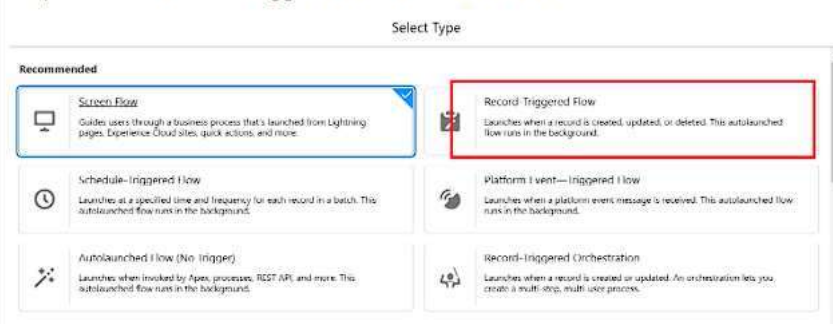 Select Type
Recommended
Screen Flow
Guides users through a business process that's launched from Lightning
pages, Experience Cloud sites, quick actions, and more.
Record-Triggered Flow
Launches when a record is created, updated, or deleted. This autolaunched
flow runs in the background.
Schedule-Triggered Flow
Launches at a specified time and frequency for each record in a batch. This
autolaunched flow runs in the background.
Platform Event—Triggered Flow
Launches when a platform event message is received. This autolaunched flow
runs in the background.
Autolaunched Flow (No Trigger)
Launches when invoked by Apex, processes, REST API, and more. This
autolaunched flow runs in the background.
Record-Triggered Orchestration
Launches when a record is created or updated. An orchestration lets you
create a multi-step, multi-user process.